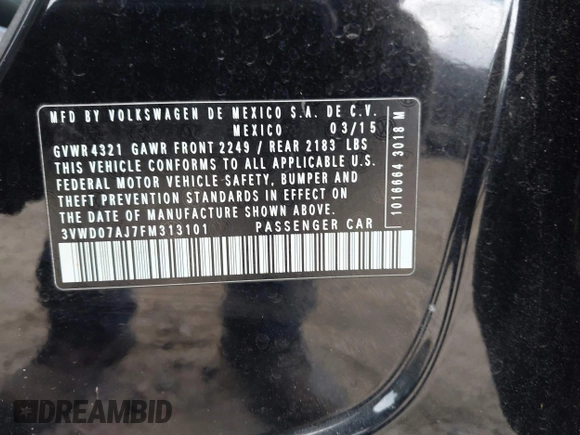 MFD BY VOLKSWAGEN DE MEXICO S.A. DE C.V.
MEXICO 03/15
GVWR 4321 GAWR FRONT 2249 / REAR 2183 LBS
THIS VEHICLE CONFORMS TO ALL APPLICABLE U.S.
FEDERAL MOTOR VEHICLE SAFETY, BUMPER AND
THEFT PREVENTION STANDARDS IN EFFECT ON
THE DATE OF MANUFACTURE SHOWN ABOVE.
3VWD07AJ7FM313101 PASSENGER CAR
1016664 3018 M
DREAMBID